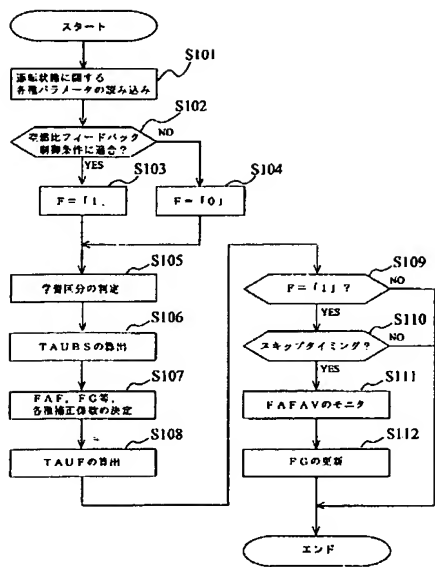 スタート
S101
運転状態に関する
各種パラメータの読み込み
S102
空燃比フィードバック
制御条件に適合？
NO
YES
S103
S104
F＝「1」
F＝「0」
S105
学習区分の判定
S106
TAUBSの算出
S107
FAF，FG等，
各種補正係数の決定
S108
TAUFの算出
S109
F＝「1」？
NO
YES
S110
スキップタイミング？
NO
YES
S111
FAFAVのモニタ
S112
FGの更新
エンド